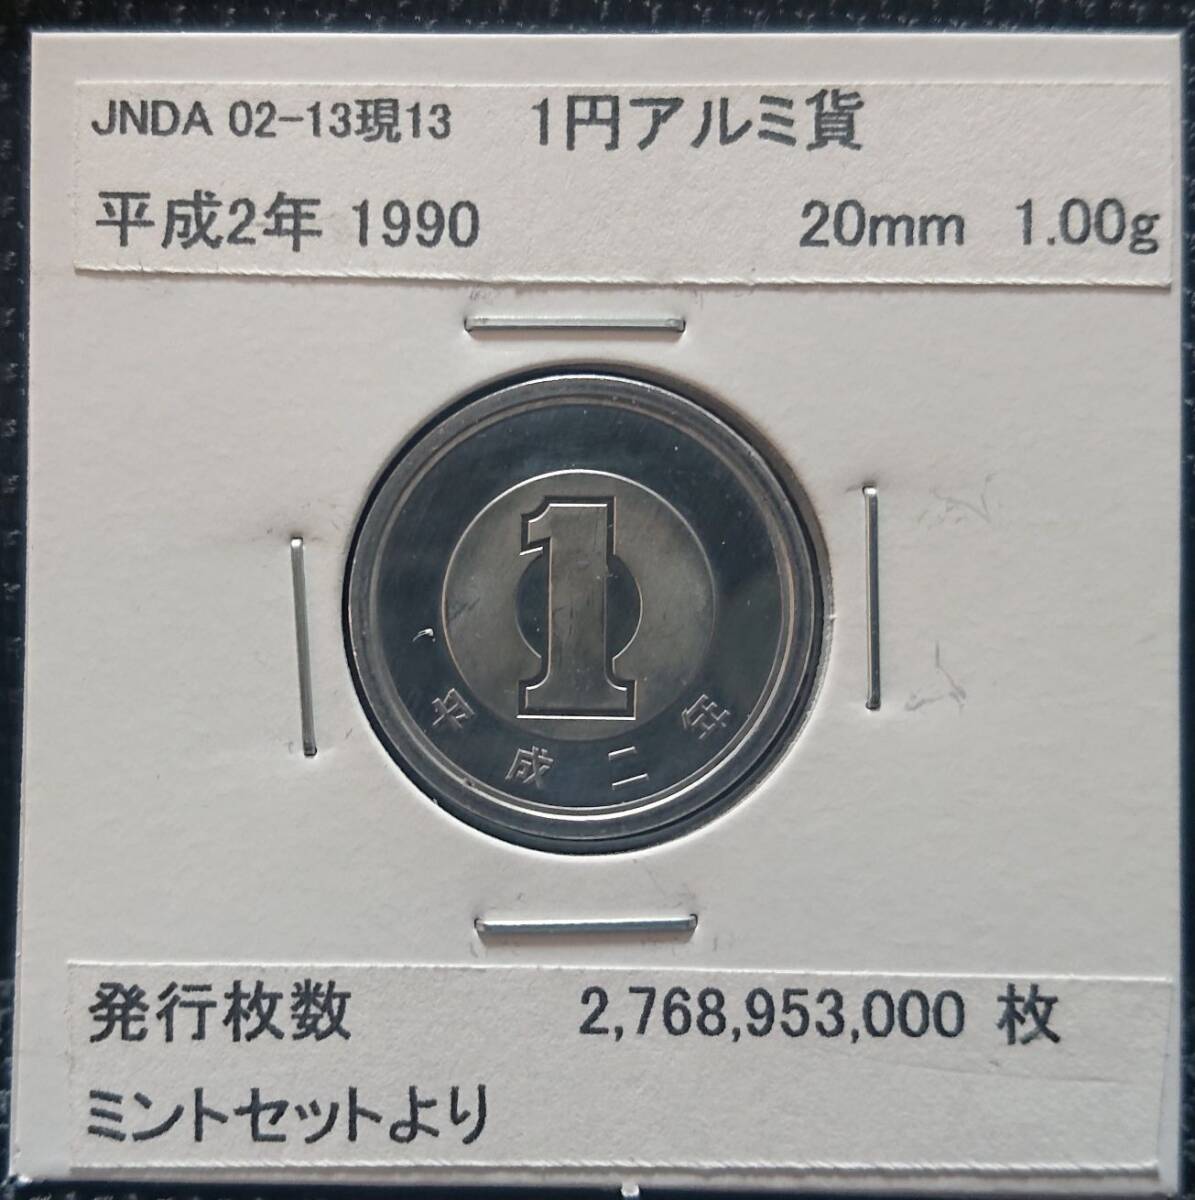 JNDA 02-13現13 1円アルミ貨
平成2年 1990 20mm 1.00g
1
平成二年
発行枚数 2,768,953,000 枚
ミントセットより